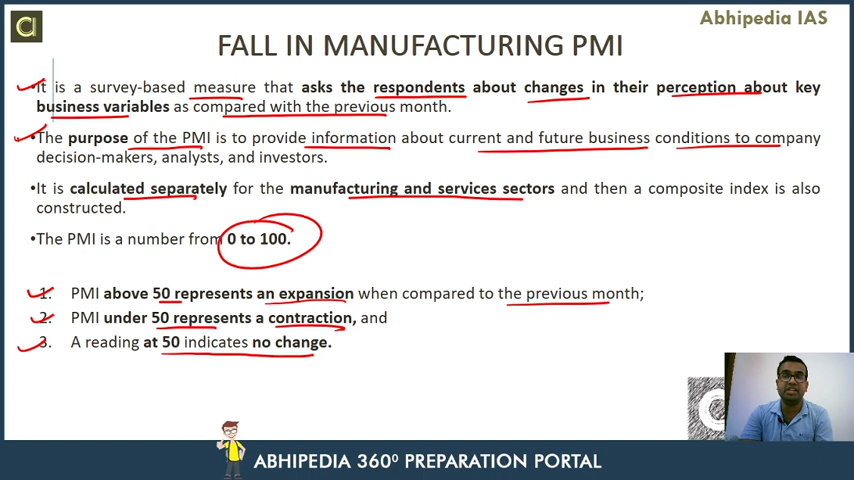 Abhipedia IAS
FALL IN MANUFACTURING PMI
•It is a survey-based measure that asks the respondents about changes in their perception about key
business variables as compared with the previous month.
•The purpose of the PMI is to provide information about current and future business conditions to company
decision-makers, analysts, and investors.
•It is calculated separately for the manufacturing and services sectors and then a composite index is also
constructed.
•The PMI is a number from 0 to 100.
1. PMI above 50 represents an expansion when compared to the previous month;
2. PMI under 50 represents a contraction, and
3. A reading at 50 indicates no change.
ABHIPEDIA 360⁰ PREPARATION PORTAL